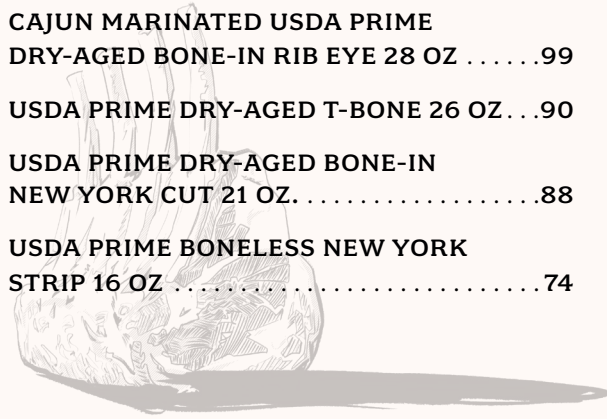 CAJUN MARINATED USDA PRIME
DRY-AGED BONE-IN RIB EYE 28 OZ ......99
USDA PRIME DRY-AGED T-BONE 26 OZ...90
USDA PRIME DRY-AGED BONE-IN
NEW YORK CUT 21 OZ. ...................88
USDA PRIME BONELESS NEW YORK
STRIP 16 OZ .............................74